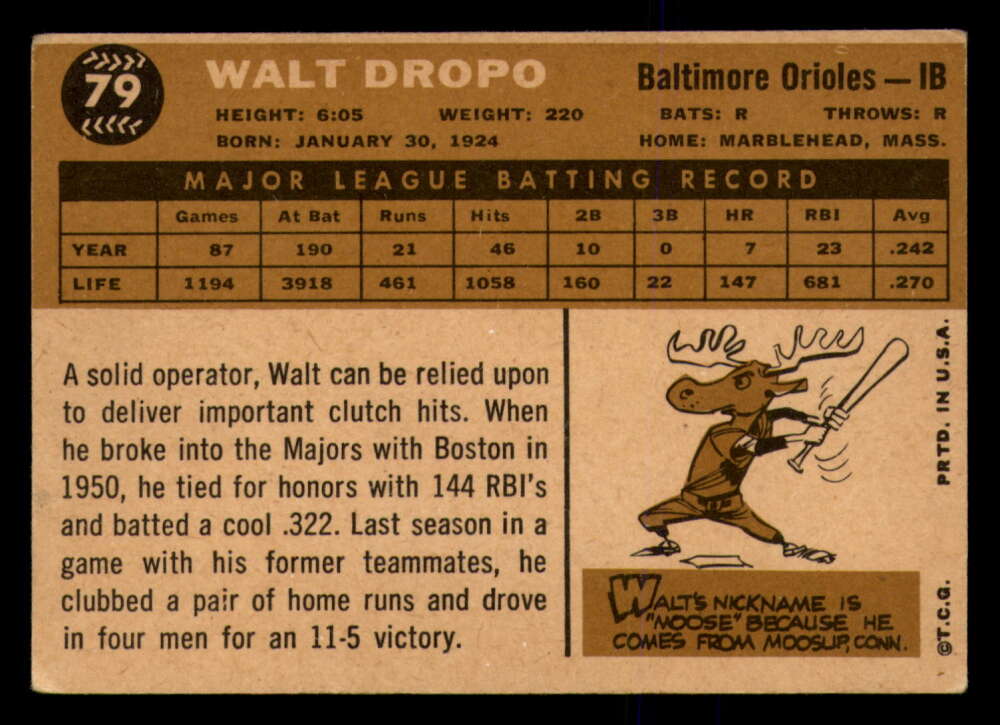 79
WALT DROPO
Baltimore Orioles — 1B
HEIGHT: 6:05 WEIGHT: 220 BATS: R THROWS: R
BORN: JANUARY 30, 1924 HOME: MARBLEHEAD, MASS.
MAJOR LEAGUE BATTING RECORD
Games At Bat Runs Hits 2B 3B HR RBI Avg
YEAR 87 190 21 46 10 0 7 23 .242
LIFE 1194 3918 461 1058 160 22 147 681 .270
A solid operator, Walt can be relied upon
to deliver important clutch hits. When
he broke into the Majors with Boston in
1950, he tied for honors with 144 RBI's
and batted a cool .322. Last season in a
game with his former teammates, he
clubbed a pair of home runs and drove
in four men for an 11-5 victory.
WALT'S NICKNAME IS
"MOOSE" BECAUSE HE
COMES FROM MOOSUP, CONN.
©T.C.G. PRTD. IN U.S.A.